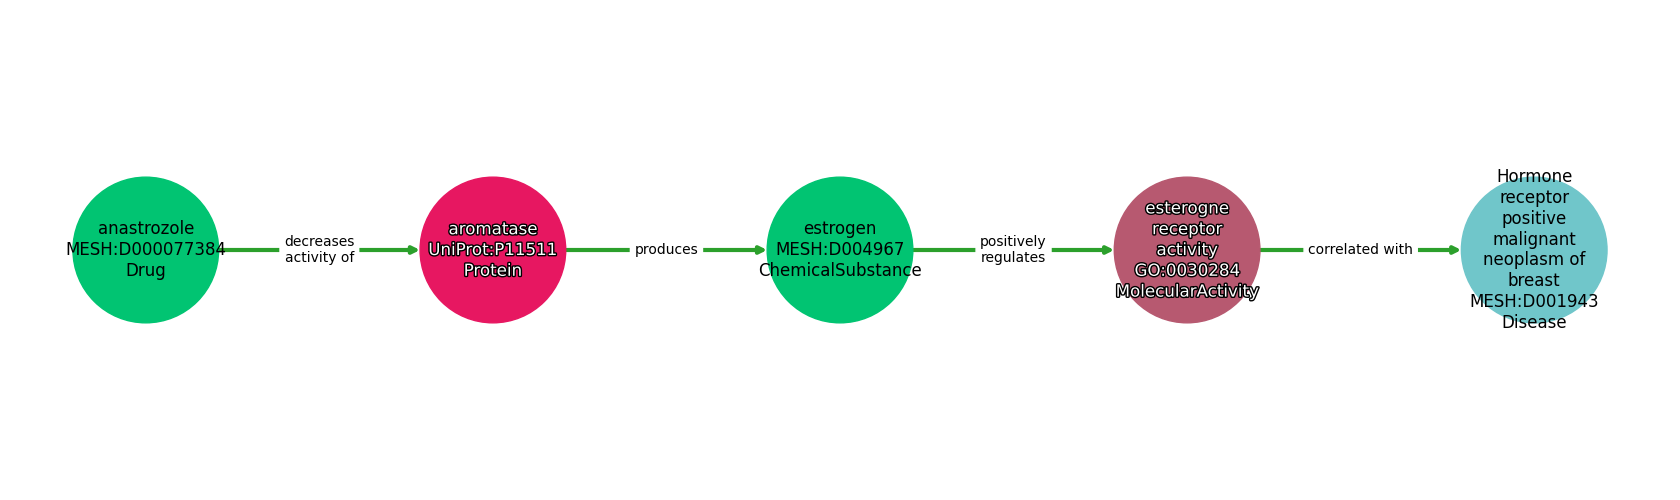 anastrozole
MESH:D000077384
Drug
decreases
activity of
aromatase
UniProt:P11511
Protein
produces
estrogen
MESH:D004967
ChemicalSubstance
positively
regulates
esterogne
receptor
activity
GO:0030284
MolecularActivity
correlated with
Hormone
receptor
positive
malignant
neoplasm of
breast
MESH:D001943
Disease